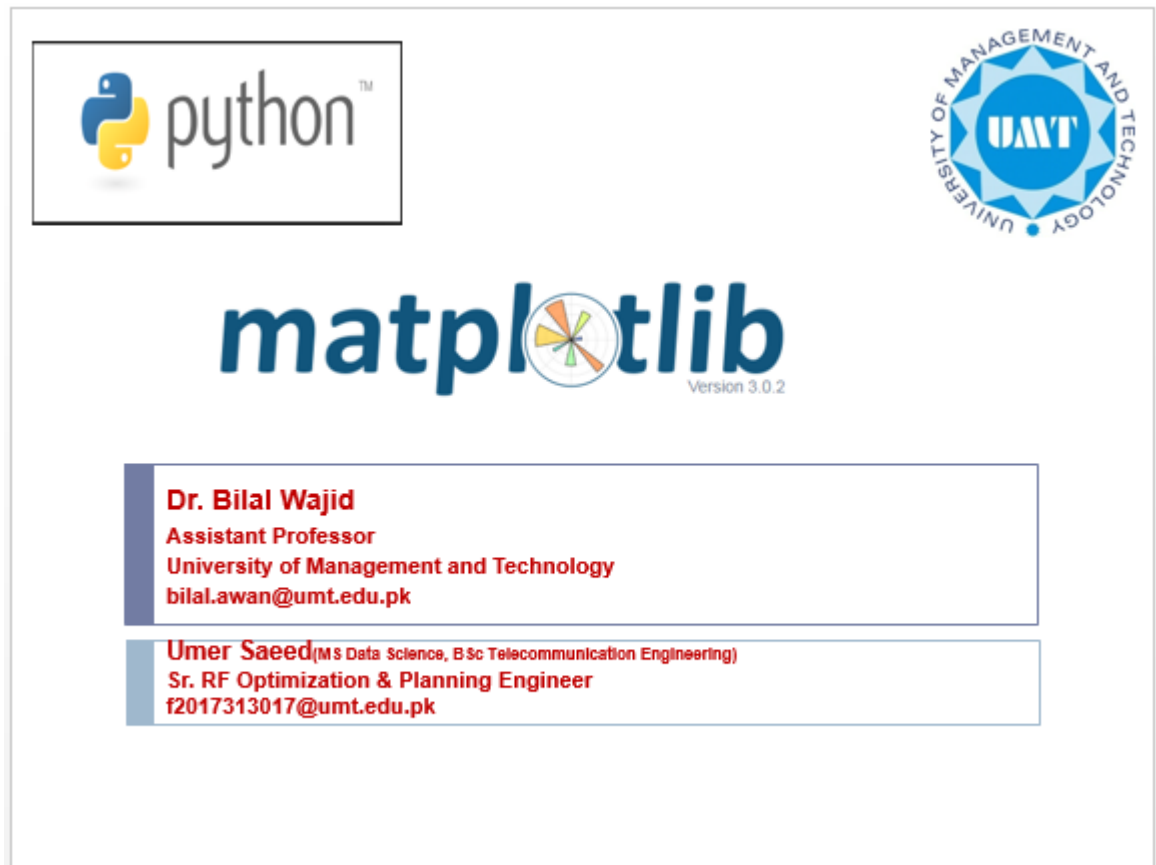 python™
UNIVERSITY OF MANAGEMENT AND TECHNOLOGY
UMT
matplotlib
Version 3.0.2
Dr. Bilal Wajid
Assistant Professor
University of Management and Technology
bilal.awan@umt.edu.pk
Umer Saeed(MS Data Science, BSc Telecommunication Engineering)
Sr. RF Optimization & Planning Engineer
f2017313017@umt.edu.pk